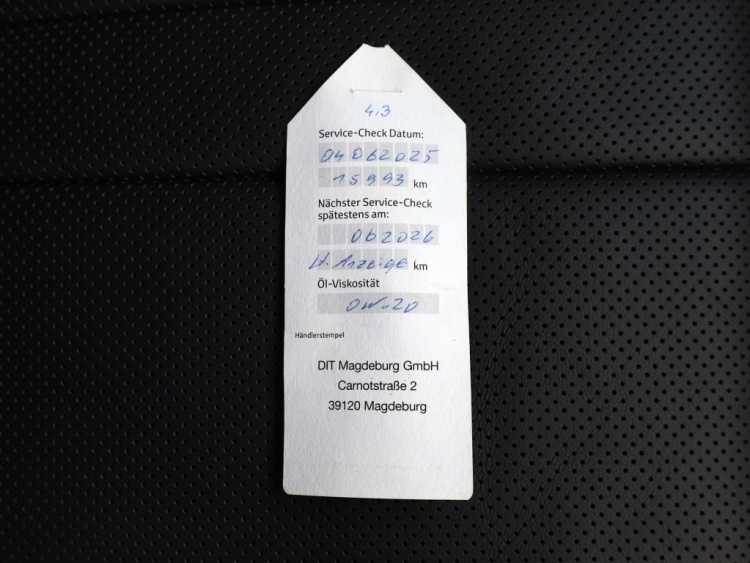 4,3
Service-Check Datum:
04062025
15993 km
Nächster Service-Check
spätestens am:
062026
lt. Anzeige km
Öl-Viskosität
0W-20
Händlerstempel
DIT Magdeburg GmbH
Carnotstraße 2
39120 Magdeburg